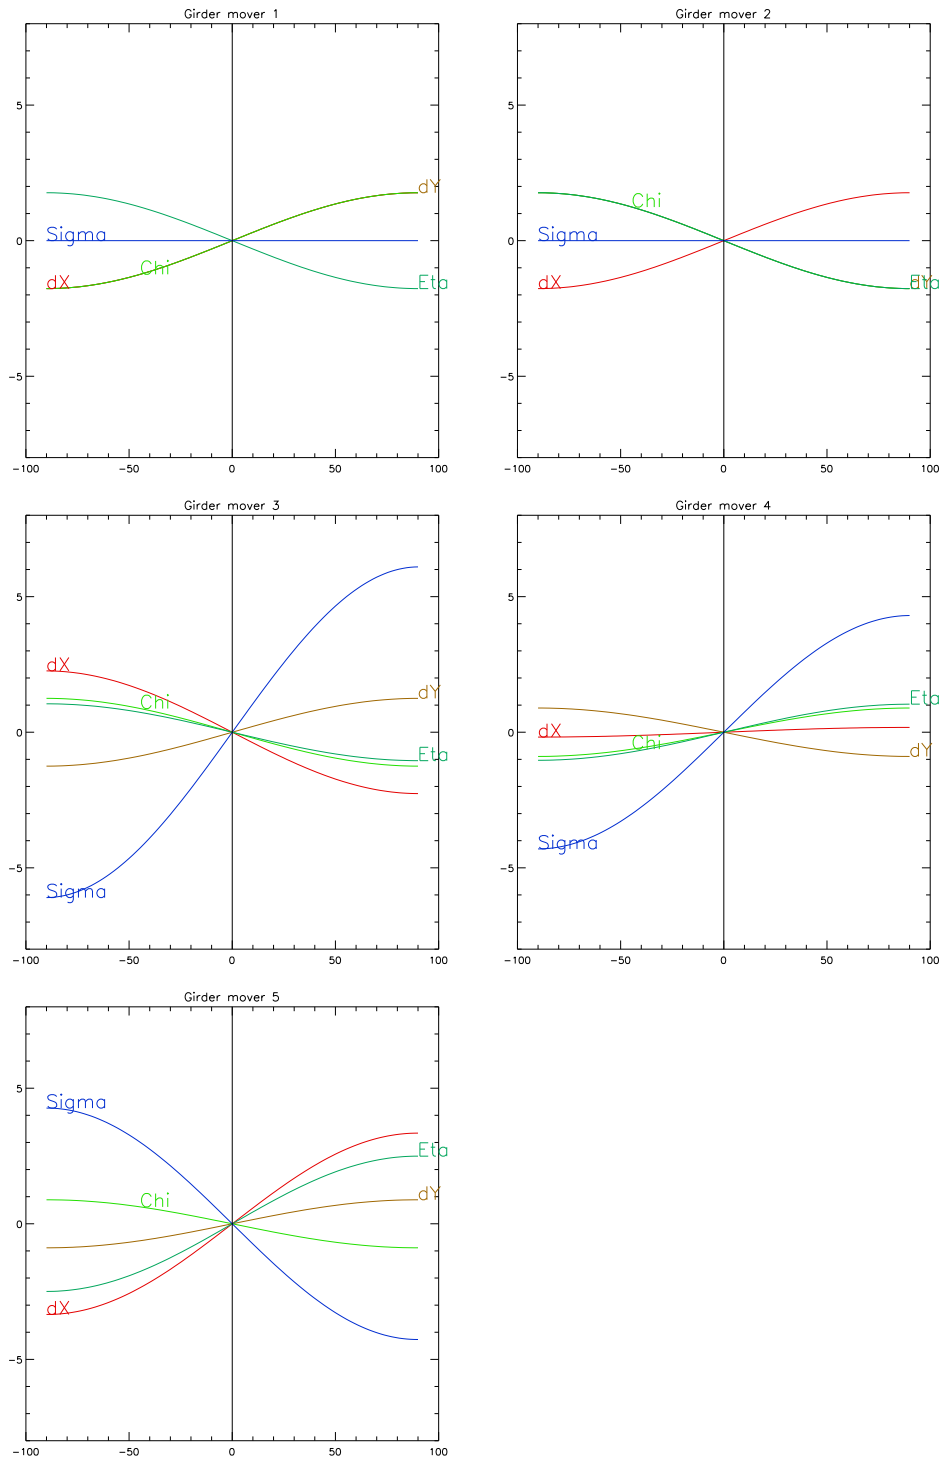 Girder mover 1
5
0
-5
-100 -50 0 50 100
dY
Sigma
Chi
dX
Eta
Girder mover 2
5
0
-5
-100 -50 0 50 100
Chi
Sigma
dX
dY
Eta
Girder mover 3
5
0
-5
-100 -50 0 50 100
dX
Chi
dY
Eta
Sigma
Girder mover 4
5
0
-5
-100 -50 0 50 100
Eta
dX
Chi
dY
Sigma
Girder mover 5
5
0
-5
-100 -50 0 50 100
Sigma
Eta
Chi
dY
dX